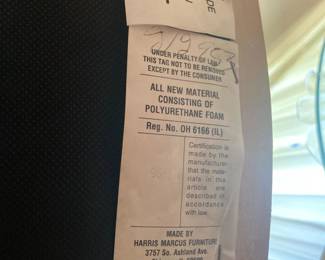 DE
719953
UNDER PENALTY OF LAW
THIS TAG NOT TO BE REMOVED
EXCEPT BY THE CONSUMER
ALL NEW MATERIAL
CONSISTING OF
POLYURETHANE FOAM
Reg. No. OH 6166 (IL)
Certification is
made by the
manufacturer
that the mate-
rials in this
article are
described in
accordance
with law.
MADE BY
HARRIS MARCUS FURNITURE
3757 So. Ashland Ave.